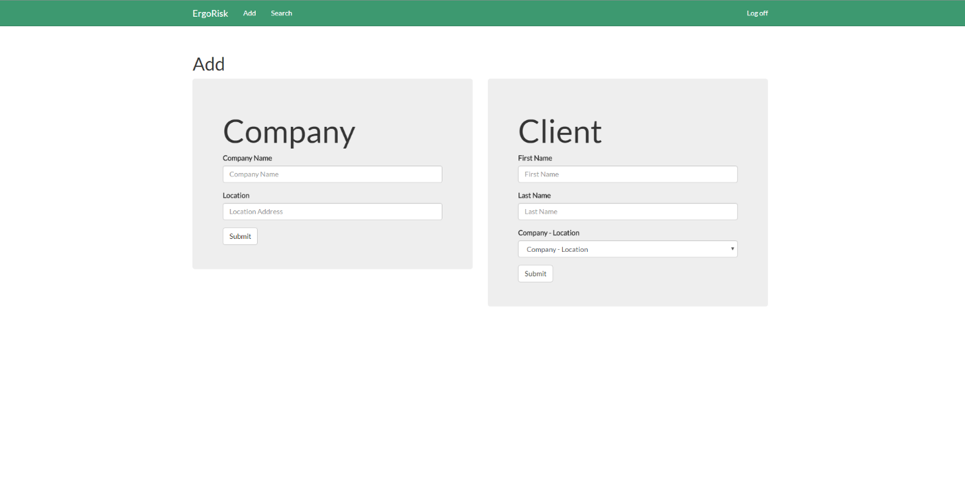 ErgoRisk Add Search Log off
Add
Company
Company Name
Company Name
Location
Location Address
Submit
Client
First Name
First Name
Last Name
Last Name
Company - Location
Company - Location
Submit